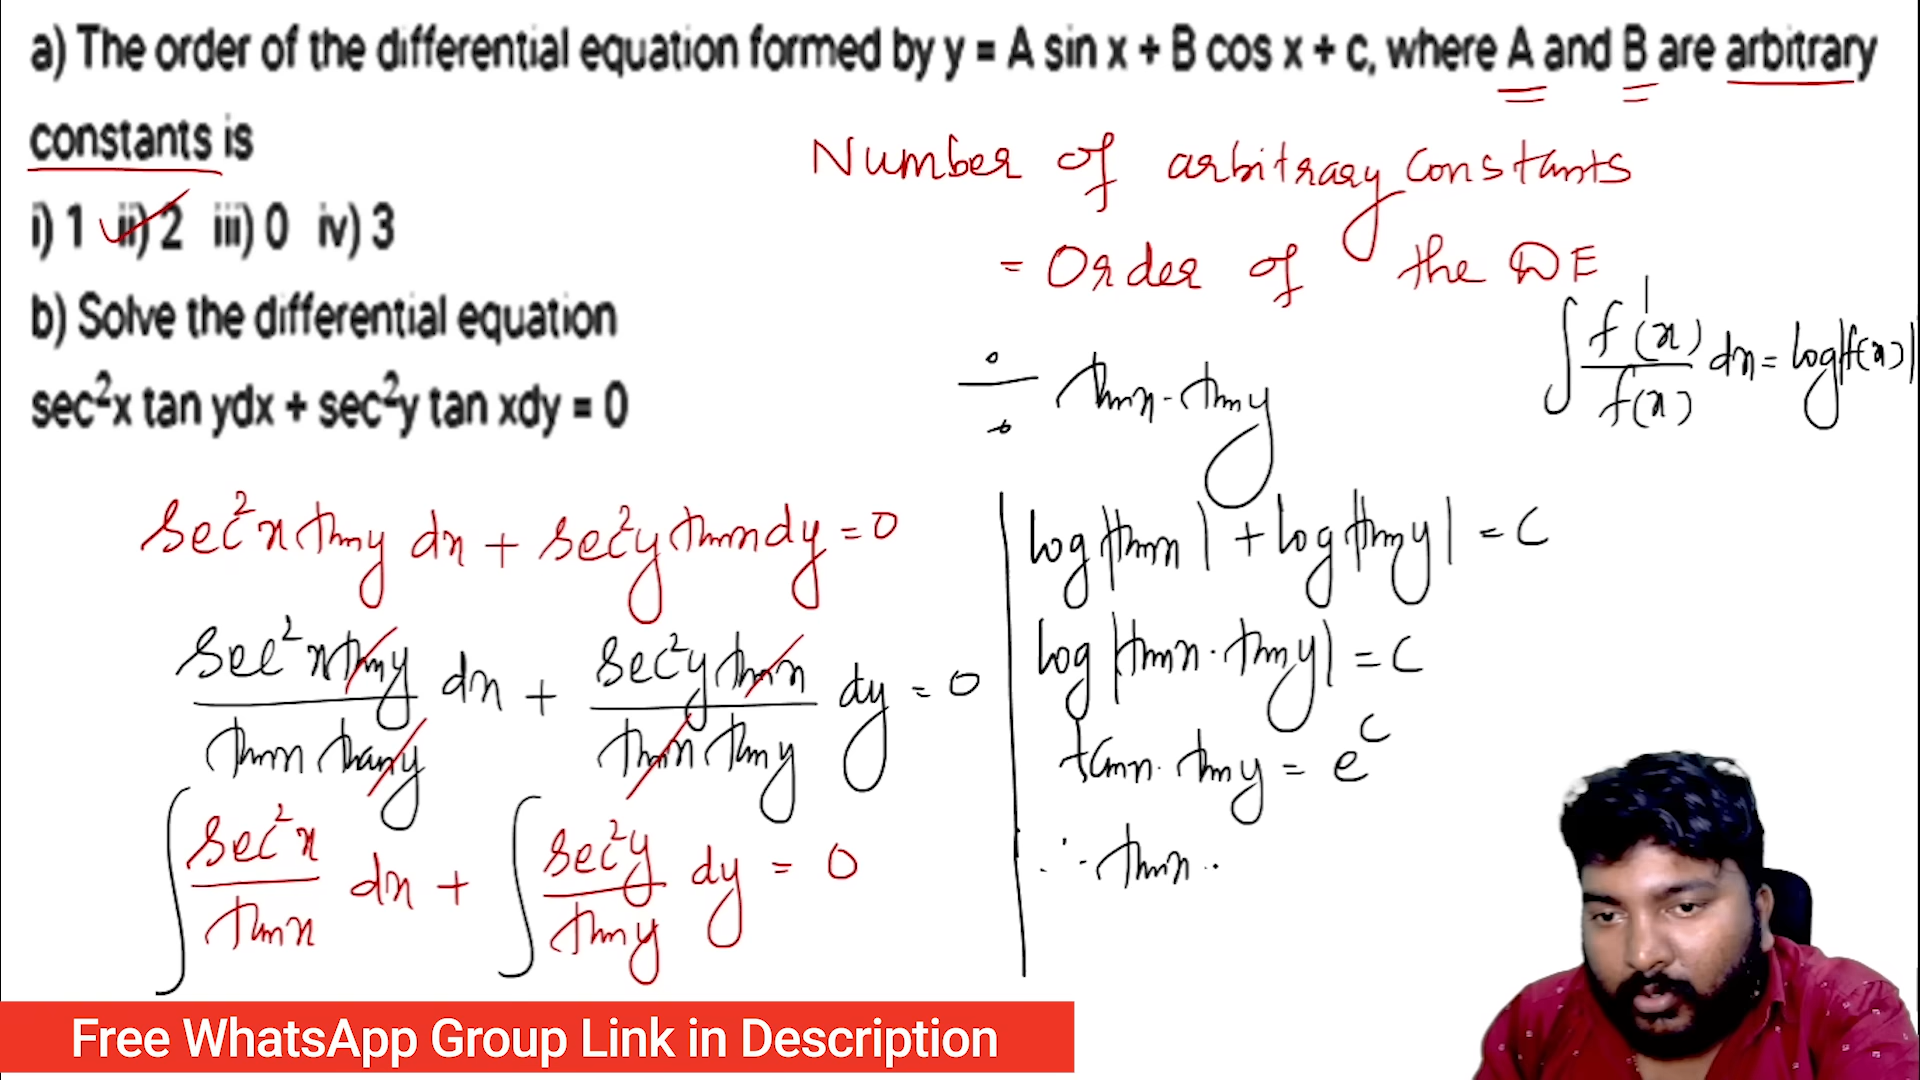 a) The order of the differential equation formed by y = A sin x + B cos x + c, where A and B are arbitrary
constants is
i) 1 ii) 2 iii) 0 iv) 3
Number of arbitrary constants
= Order of the DE
b) Solve the differential equation
sec²x tan ydx + sec²y tan xdy = 0
÷ tanx · tany
∫ f'(x)/f(x) dx = log|f(x)|
sec²x tany dx + sec²y tanx dy = 0
sec²x tany / tanx tany dx + sec²y tanx / tanx tany dy = 0
∫ sec²x / tanx dx + ∫ sec²y / tany dy = 0
log|tanx| + log|tany| = C
log|tanx · tany| = C
tanx · tany = e^C
∴ tanx ·
Free WhatsApp Group Link in Description